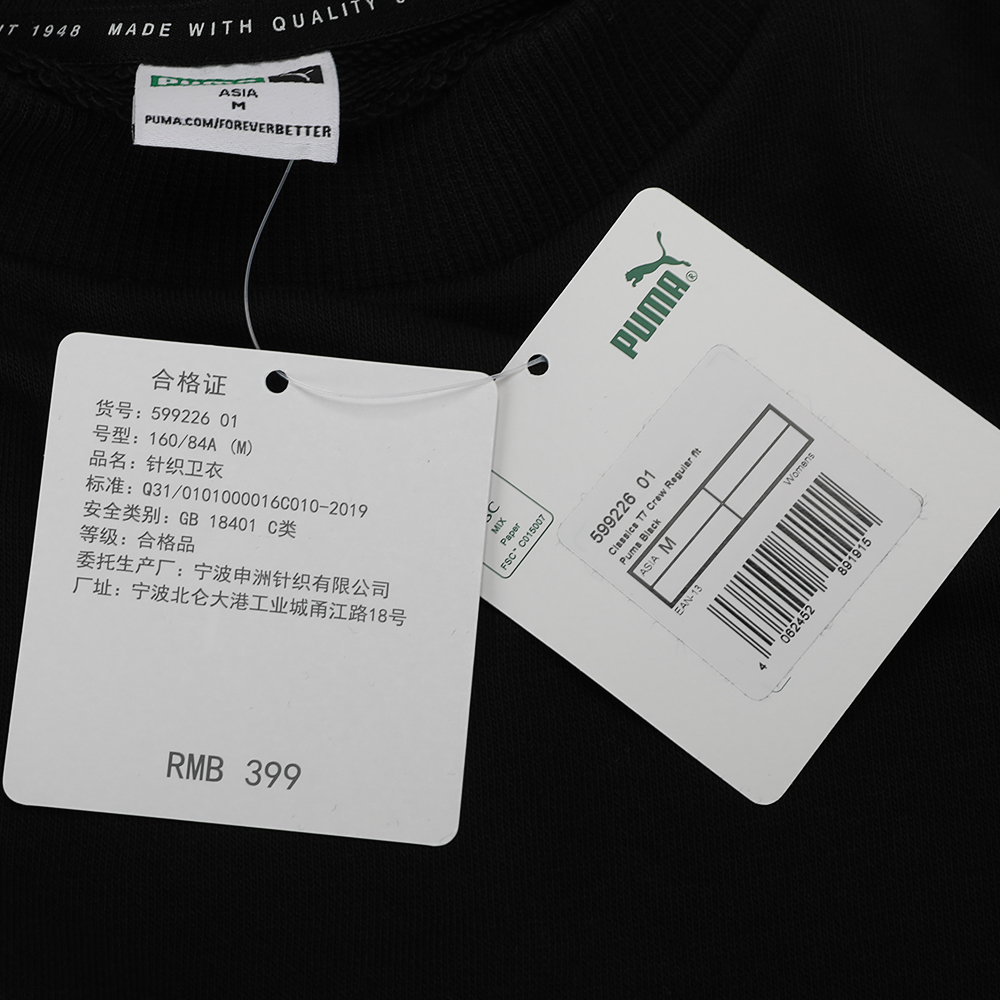 1948 MADE WITH QUALITY
PUMA
ASIA
M
PUMA.COM/FOREVERBETTER
合格证
货号：599226 01
号型：160/84A (M)
品名：针织卫衣
标准：Q31/0101000016C010-2019
安全类别：GB 18401 C类
等级：合格品
委托生产厂：宁波申洲针织有限公司
厂址：宁波北仑大港工业城甬江路18号
RMB 399
PUMA®
599226 01
Classics T7 Crew Regular fit
Puma Black
ASIA M
Womens
EAN-13
4 062452 891915
MIX
Paper
FSC™ C015007